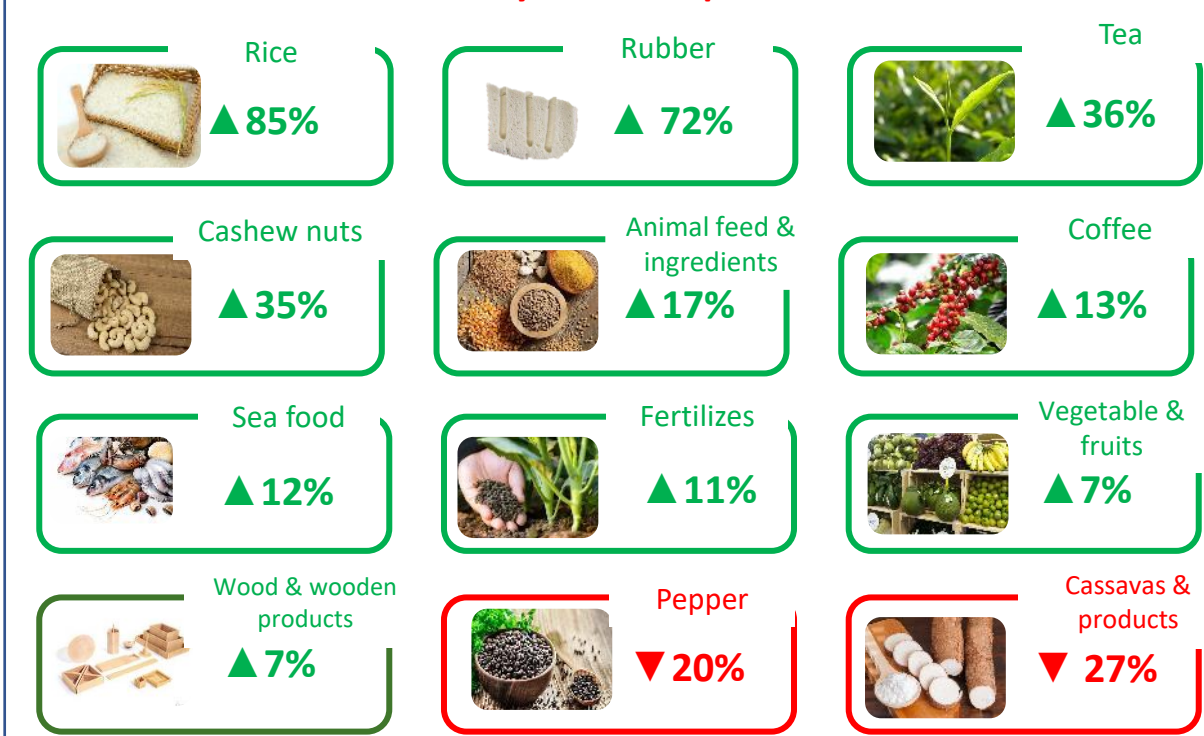 Rice
▲85%
Rubber
▲ 72%
Tea
▲36%
Cashew nuts
▲35%
Animal feed &
ingredients
▲17%
Coffee
▲13%
Sea food
▲12%
Fertilizes
▲11%
Vegetable &
fruits
▲7%
Wood & wooden
products
▲7%
Pepper
▼20%
Cassavas &
products
▼ 27%